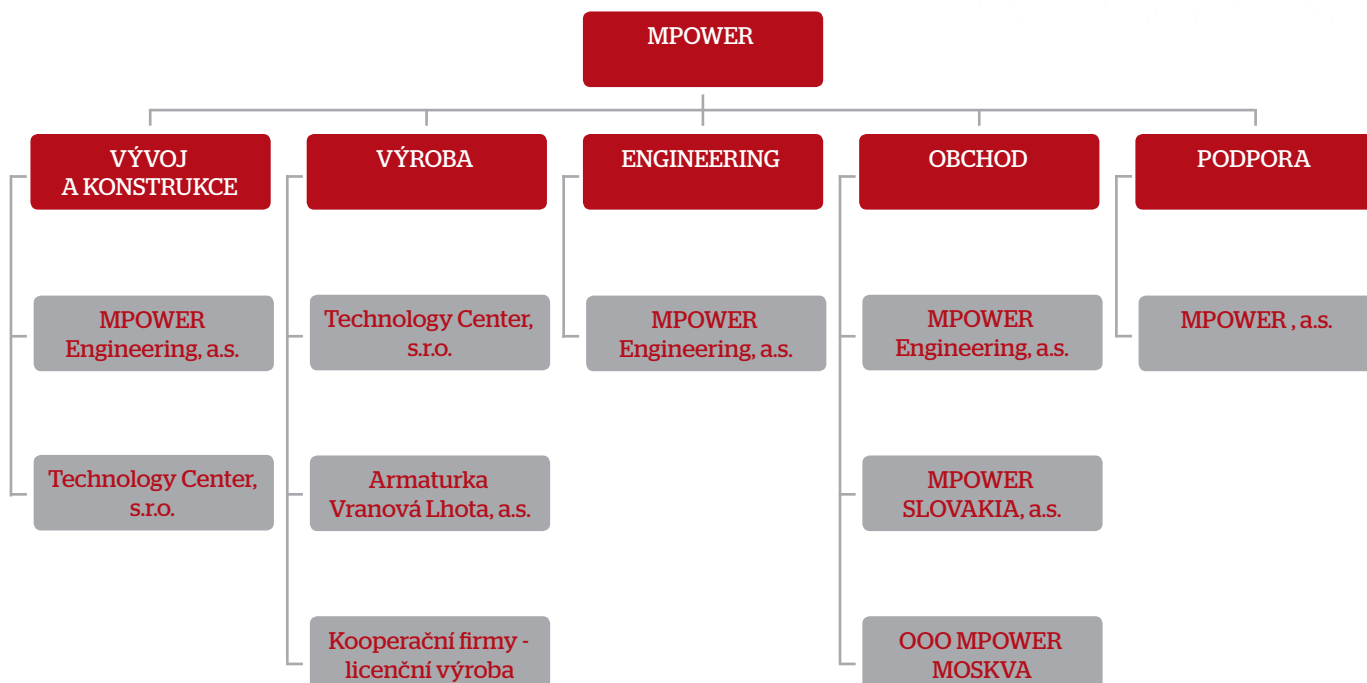 MPOWER
VÝVOJ
A KONSTRUKCE
VÝROBA
ENGINEERING
OBCHOD
PODPORA
MPOWER
Engineering, a.s.
Technology Center,
s.r.o.
MPOWER
Engineering, a.s.
MPOWER
Engineering, a.s.
MPOWER , a.s.
Technology Center,
s.r.o.
Armaturka
Vranová Lhota, a.s.
MPOWER
SLOVAKIA, a.s.
Kooperační firmy -
licenční výroba
OOO MPOWER
MOSKVA